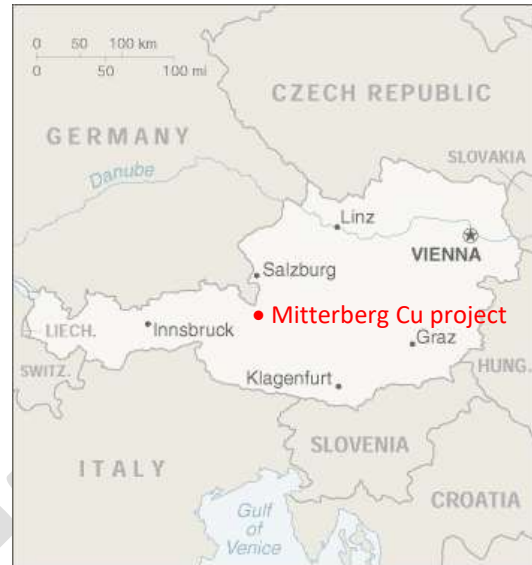 0 50 100 km
0 50 100 mi
CZECH REPUBLIC
GERMANY
SLOVAKIA
Danube
Linz
VIENNA
Salzburg
Mitterberg Cu project
LIECH.
Innsbruck
Graz
SWITZ.
HUNG.
Klagenfurt
SLOVENIA
ITALY
CROATIA
Gulf
of
Venice